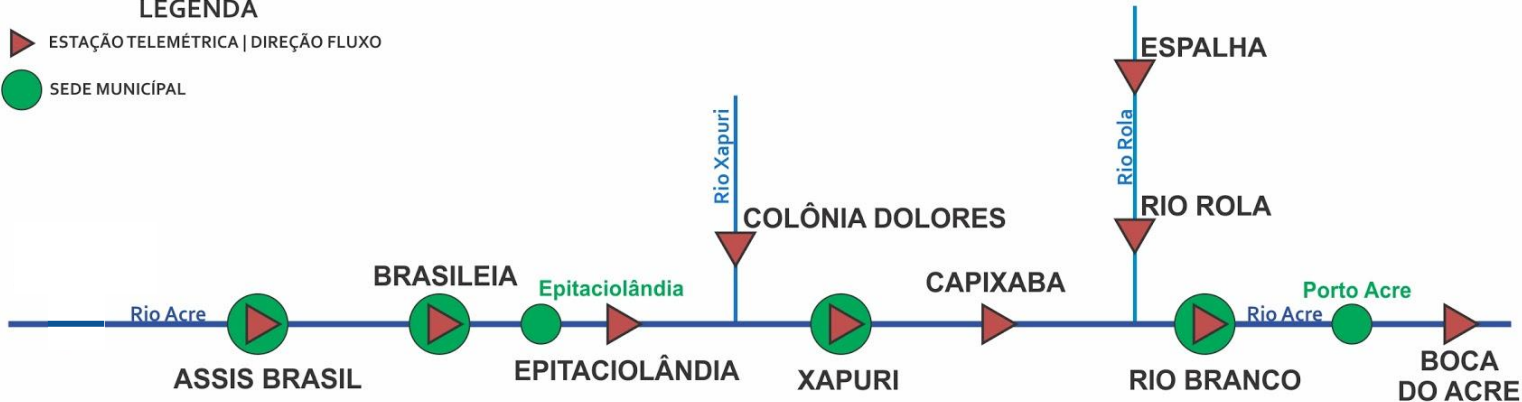 LEGENDA
ESTAÇÃO TELEMÉTRICA | DIREÇÃO FLUXO
SEDE MUNICÍPAL
ESPALHA
Rio Xapuri
Rio Rola
COLÔNIA DOLORES
RIO ROLA
BRASILEIA
Epitaciolândia
CAPIXABA
Porto Acre
Rio Acre
Rio Acre
ASSIS BRASIL
EPITACIOLÂNDIA
XAPURI
RIO BRANCO
BOCA
DO ACRE